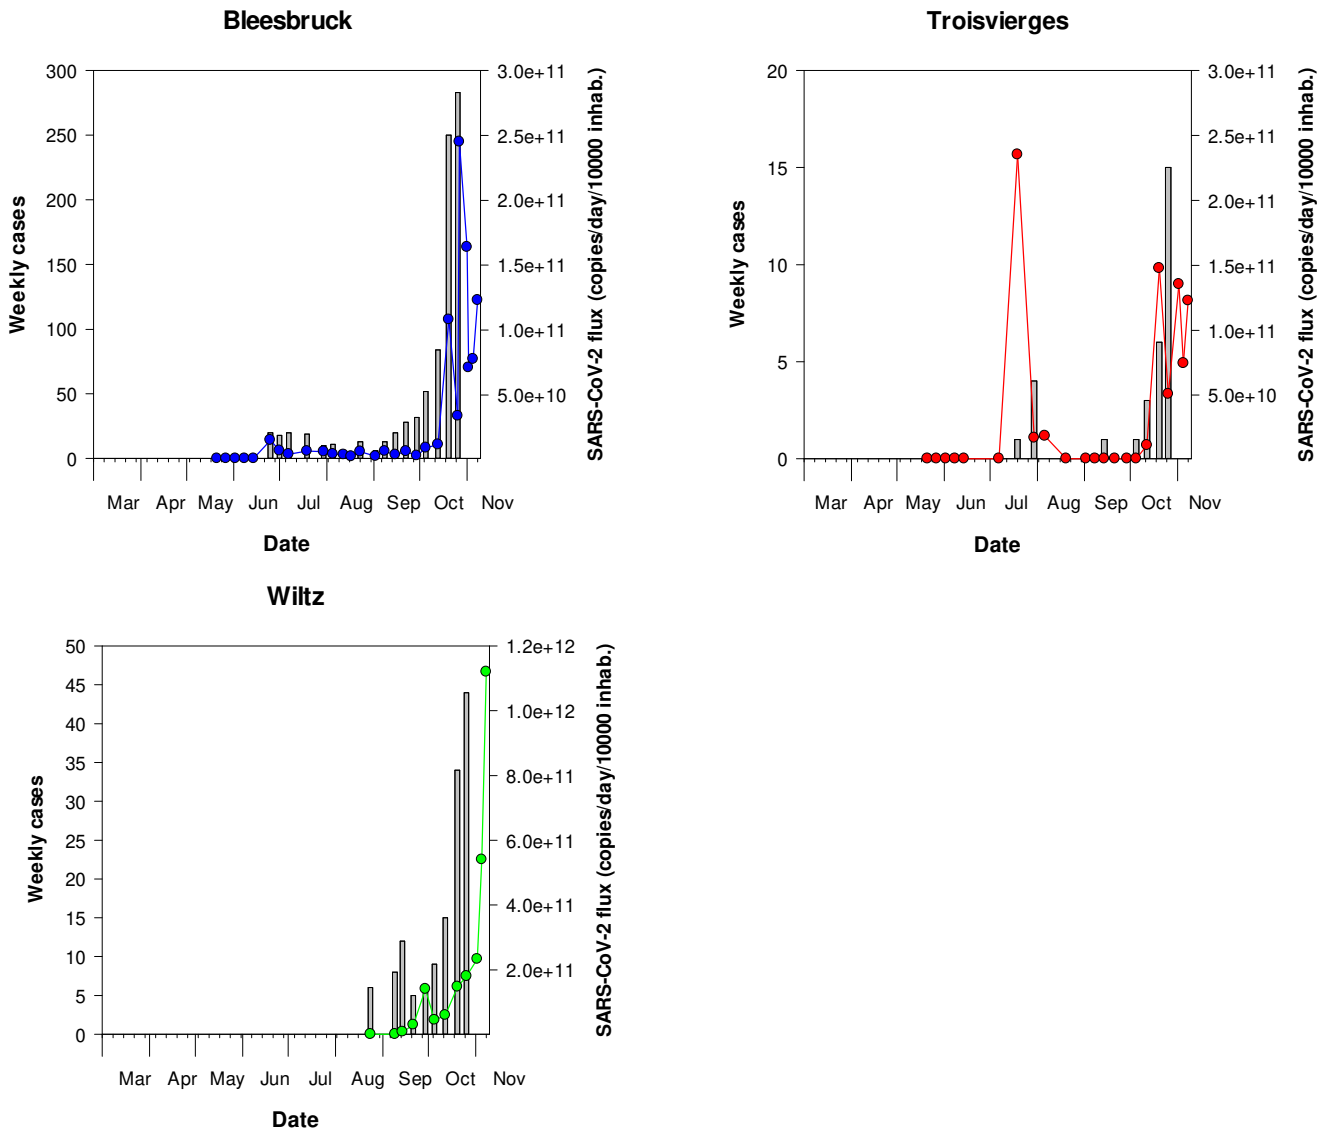 Bleesbruck
300
250
200
150
100
50
0
Weekly cases
3.0e+11
2.5e+11
2.0e+11
1.5e+11
1.0e+11
5.0e+10
SARS-CoV-2 flux (copies/day/10000 inhab.)
Mar Apr May Jun Jul Aug Sep Oct Nov
Date
Troisvierges
20
15
10
5
0
Weekly cases
3.0e+11
2.5e+11
2.0e+11
1.5e+11
1.0e+11
5.0e+10
SARS-CoV-2 flux (copies/day/10000 inhab.)
Mar Apr May Jun Jul Aug Sep Oct Nov
Date
Wiltz
50
45
40
35
30
25
20
15
10
5
0
Weekly cases
1.2e+12
1.0e+12
8.0e+11
6.0e+11
4.0e+11
2.0e+11
SARS-CoV-2 flux (copies/day/10000 inhab.)
Mar Apr May Jun Jul Aug Sep Oct Nov
Date